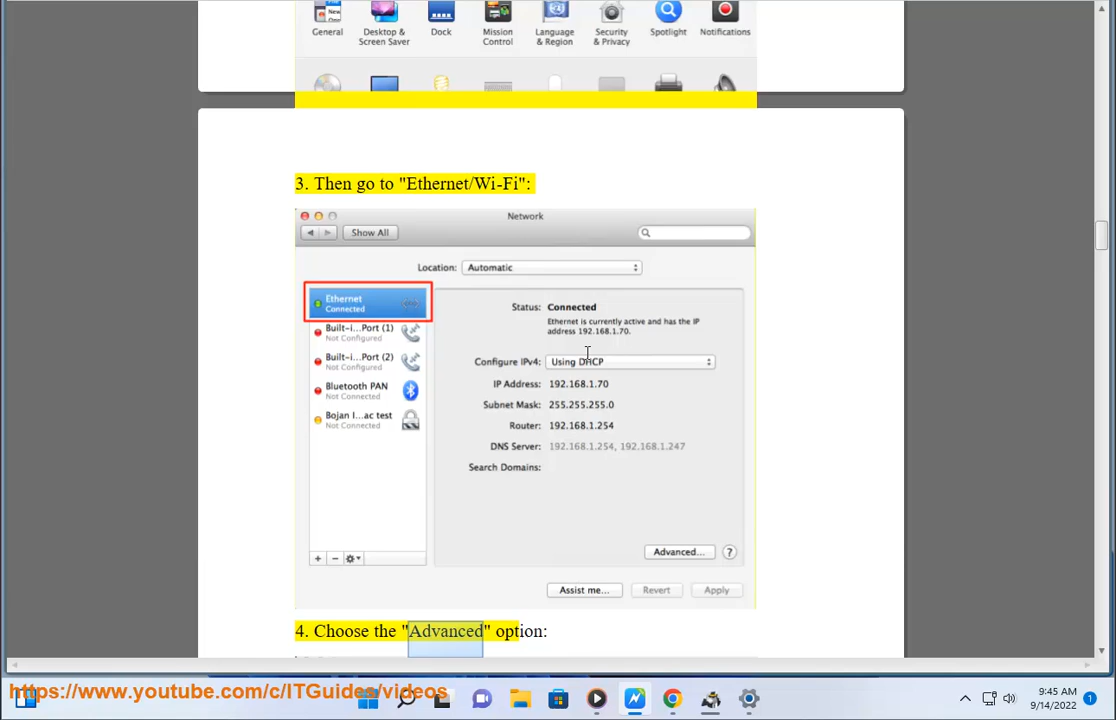 General
Desktop &
Screen Saver
Dock
Mission
Control
Language
& Region
Security
& Privacy
Spotlight
Notifications
3. Then go to "Ethernet/Wi-Fi":
Network
Show All
Location: Automatic
Ethernet
Connected
Built-i...Port (1)
Not Configured
Built-i...Port (2)
Not Configured
Bluetooth PAN
Not Connected
Bojan I...ac test
Not Connected
Status: Connected
Ethernet is currently active and has the IP
address 192.168.1.70.
Configure IPv4: Using DHCP
IP Address: 192.168.1.70
Subnet Mask: 255.255.255.0
Router: 192.168.1.254
DNS Server: 192.168.1.254, 192.168.1.247
Search Domains:
Advanced... ?
Assist me... Revert Apply
4. Choose the "Advanced" option:
https://www.youtube.com/c/ITGuides/videos
9:45 AM
9/14/2022
1